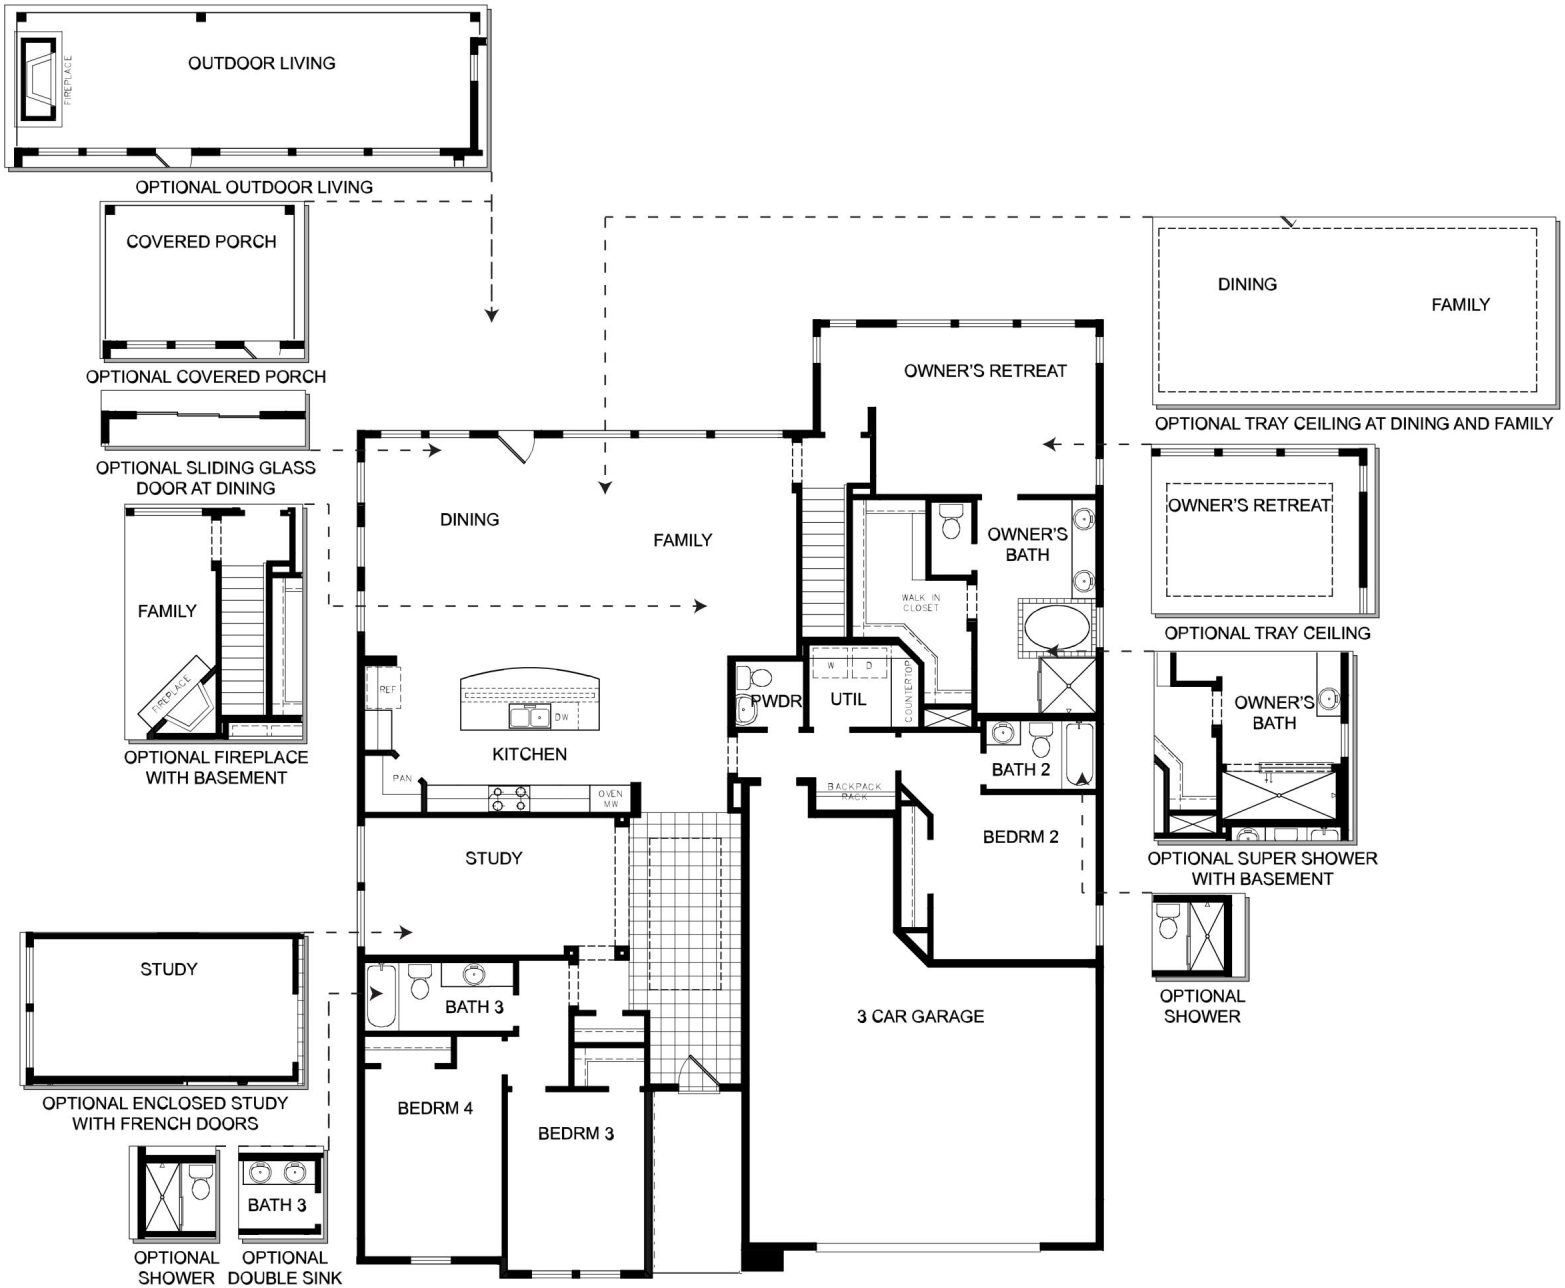 OUTDOOR LIVING
FIREPLACE
OPTIONAL OUTDOOR LIVING
COVERED PORCH
OPTIONAL COVERED PORCH
OPTIONAL SLIDING GLASS
DOOR AT DINING
FAMILY
FIREPLACE
OPTIONAL FIREPLACE
WITH BASEMENT
STUDY
OPTIONAL ENCLOSED STUDY
WITH FRENCH DOORS
OPTIONAL
SHOWER
BATH 3
OPTIONAL
DOUBLE SINK
OWNER'S RETREAT
DINING
FAMILY
OWNER'S
BATH
WALK IN
CLOSET
REF
DW
KITCHEN
PAN
OVEN
MW
PWDR
W
D
UTIL
COUNTERTOP
BACKPACK
RACK
BATH 2
BEDRM 2
STUDY
BATH 3
3 CAR GARAGE
BEDRM 4
BEDRM 3
DINING
FAMILY
OPTIONAL TRAY CEILING AT DINING AND FAMILY
OWNER'S RETREAT
OPTIONAL TRAY CEILING
OWNER'S
BATH
OPTIONAL SUPER SHOWER
WITH BASEMENT
OPTIONAL
SHOWER